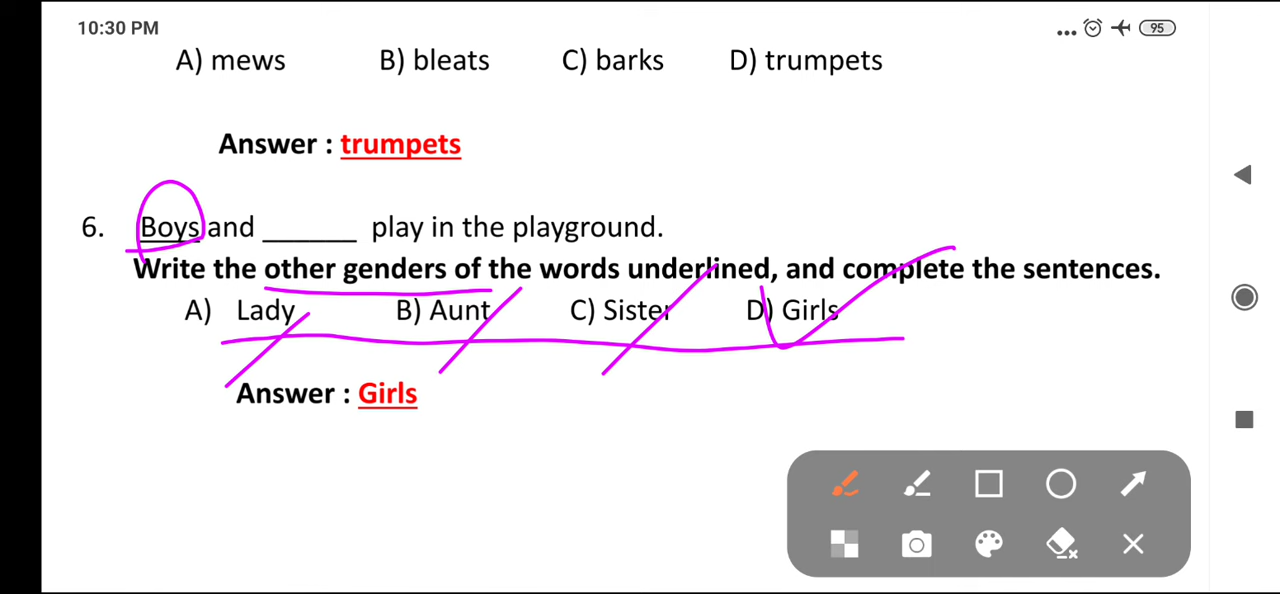 10:30 PM
95
A) mews B) bleats C) barks D) trumpets
Answer : trumpets
6. Boys and ______ play in the playground.
Write the other genders of the words underlined, and complete the sentences.
A) Lady B) Aunt C) Sister D) Girls
Answer : Girls